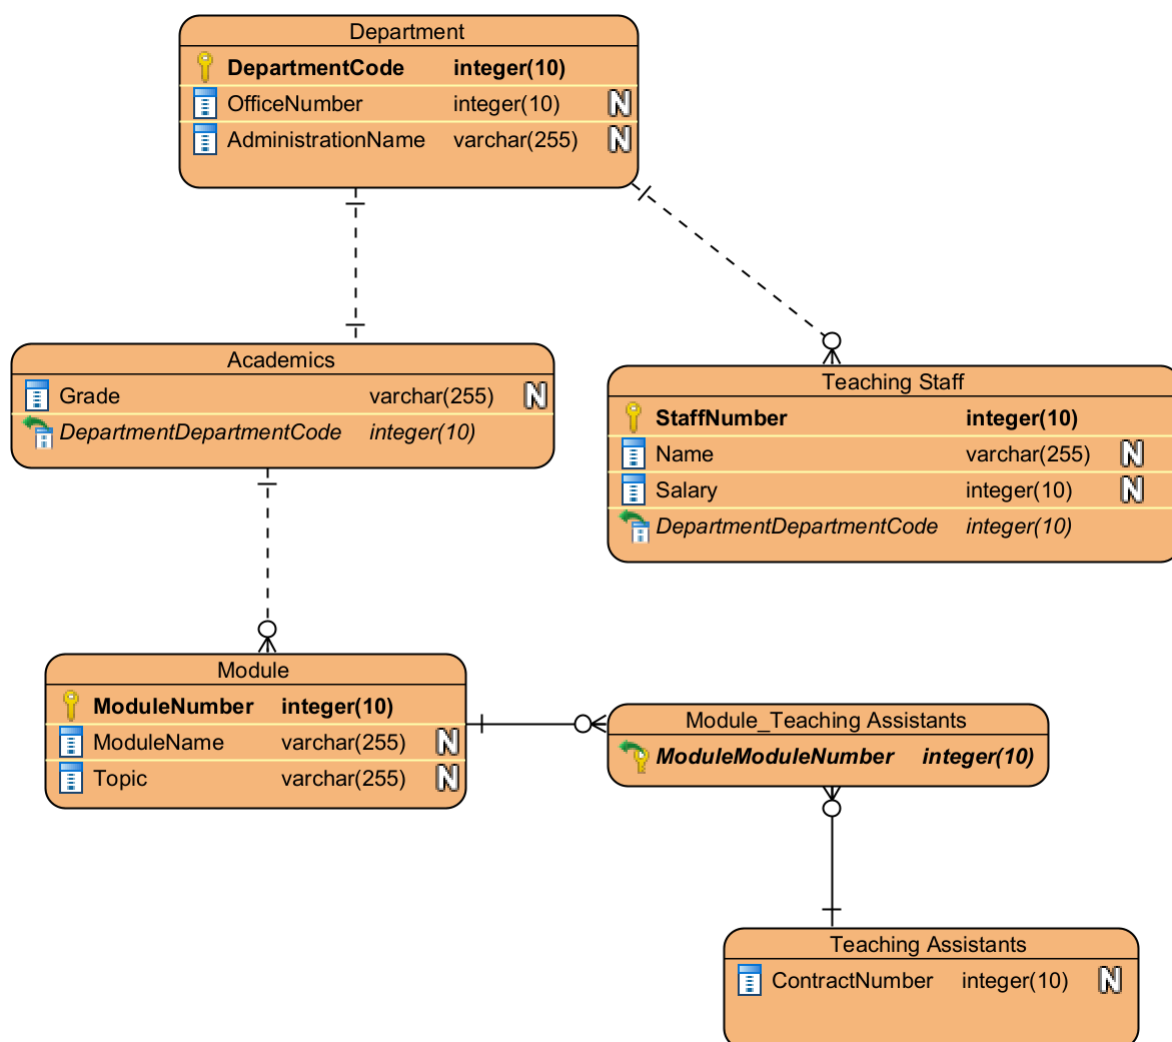 Department
DepartmentCode integer(10)
OfficeNumber integer(10) N
AdministrationName varchar(255) N
Academics
Grade varchar(255) N
DepartmentDepartmentCode integer(10)
Teaching Staff
StaffNumber integer(10)
Name varchar(255) N
Salary integer(10) N
DepartmentDepartmentCode integer(10)
Module
ModuleNumber integer(10)
ModuleName varchar(255) N
Topic varchar(255) N
Module_Teaching Assistants
ModuleModuleNumber integer(10)
Teaching Assistants
ContractNumber integer(10) N